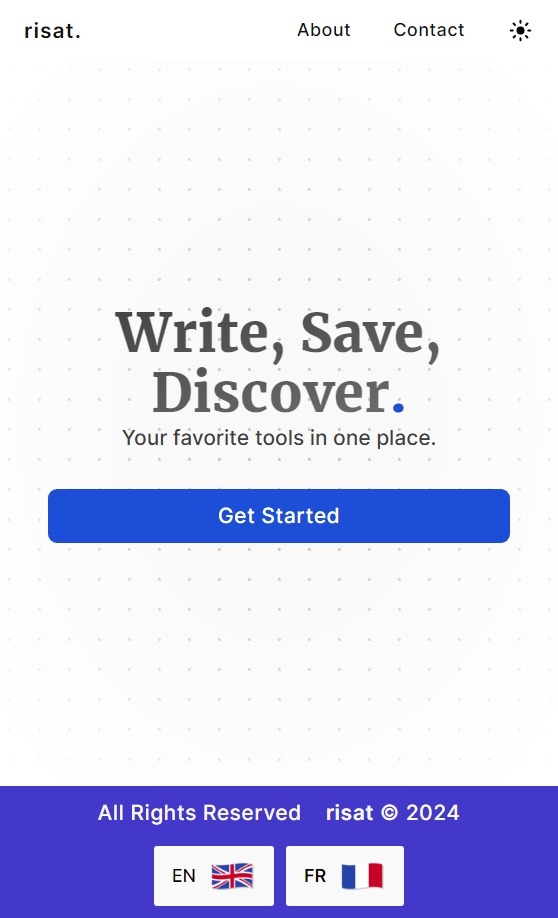 risat. About Contact
Write, Save,
Discover.
Your favorite tools in one place.
Get Started
All Rights Reserved risat © 2024
EN FR